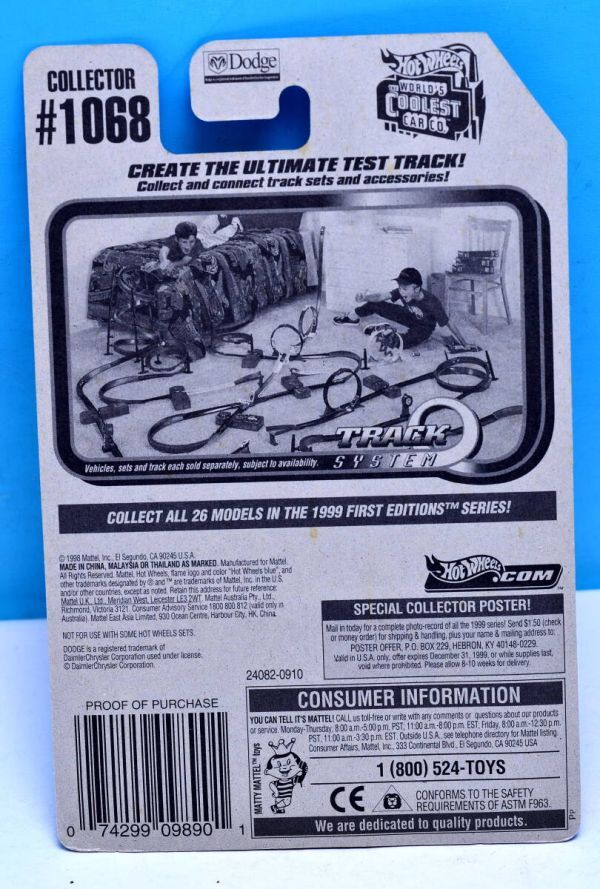 COLLECTOR
#1068
Dodge
Hot Wheels
WORLD'S
COOLEST
CAR CO.
CREATE THE ULTIMATE TEST TRACK!
Collect and connect track sets and accessories!
TRACK
SYSTEM
Vehicles, sets and track each sold separately, subject to availability.
COLLECT ALL 26 MODELS IN THE 1999 FIRST EDITIONS™ SERIES!
© 1998 Mattel, Inc., El Segundo, CA 90245 U.S.A.
MADE IN CHINA, MALAYSIA OR THAILAND AS MARKED. Manufactured for Mattel.
All Rights Reserved. Mattel, Hot Wheels, flame logo and color "Hot Wheels blue", and
other trademarks designated by ® and ™ are trademarks of Mattel, Inc. in the U.S.
and/or other countries, except as noted. Retain this address for future reference:
Mattel U.K., Ltd., Meridian West, Leicester LE3 2WT. Mattel Australia Pty., Ltd.,
Richmond, Victoria 3121. Consumer Advisory Service 1800 800 812 (valid only in
Australia). Mattel East Asia Limited, 930 Ocean Centre, Harbour City, HK, China.
NOT FOR USE WITH SOME HOT WHEELS SETS.
DODGE is a registered trademark of
DaimlerChrysler Corporation used under license.
© DaimlerChrysler Corporation.
24082-0910
Hot Wheels.COM™
SPECIAL COLLECTOR POSTER!
Mail in today for a complete photo-record of all the 1999 series! Send $1.50 (check
or money order) for shipping & handling, plus your name & mailing address to:
POSTER OFFER, P.O. BOX 229, HEBRON, KY 40148-0229.
Valid in U.S.A. only, offer expires December 31, 1999, or while supplies last,
void where prohibited. Please allow 8-10 weeks for delivery.
PROOF OF PURCHASE
0 74299 09890 1
CONSUMER INFORMATION
YOU CAN TELL IT'S MATTEL! CALL us toll-free or write with any comments or questions about our products
or service. Monday-Thursday, 8:00 a.m.-5:00 p.m. PST, 11:00 a.m.-8:00 p.m. EST; Friday, 8:00 a.m.-12:30 p.m.
PST, 11:00 a.m.-3:30 p.m. EST. Outside U.S.A., see telephone directory for Mattel listing.
Consumer Affairs, Mattel, Inc., 333 Continental Blvd., El Segundo, CA 90245 USA
MATTY MATTEL™ toys
1 (800) 524-TOYS
CE
CONFORMS TO THE SAFETY
REQUIREMENTS OF ASTM F963.
We are dedicated to quality products.
PP